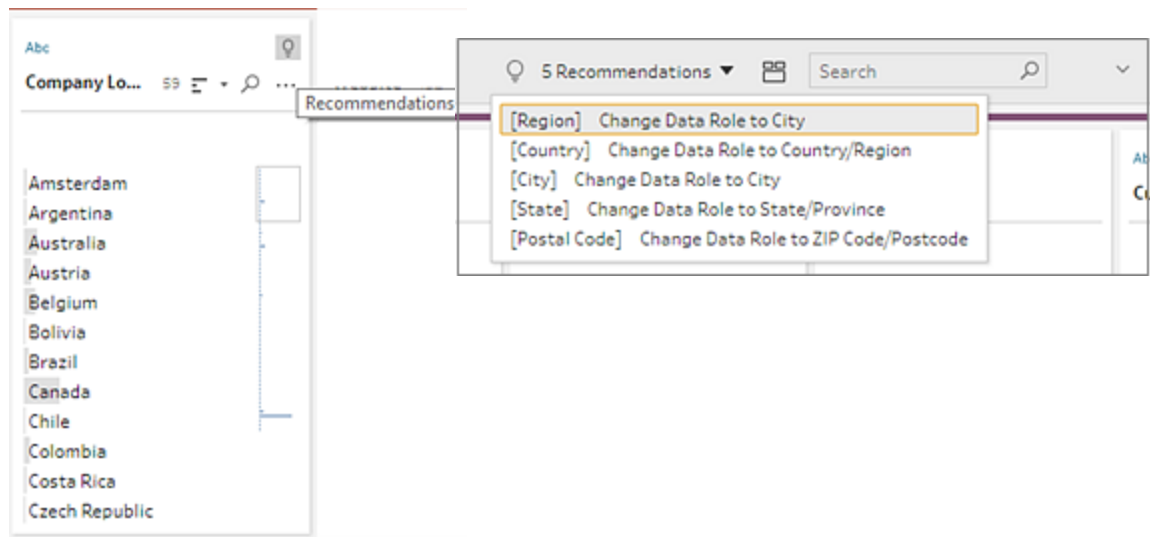 Abc
Company Lo... 59
Recommendations
Amsterdam
Argentina
Australia
Austria
Belgium
Bolivia
Brazil
Canada
Chile
Colombia
Costa Rica
Czech Republic
5 Recommendations Search
[Region] Change Data Role to City
[Country] Change Data Role to Country/Region
[City] Change Data Role to City
[State] Change Data Role to State/Province
[Postal Code] Change Data Role to ZIP Code/Postcode